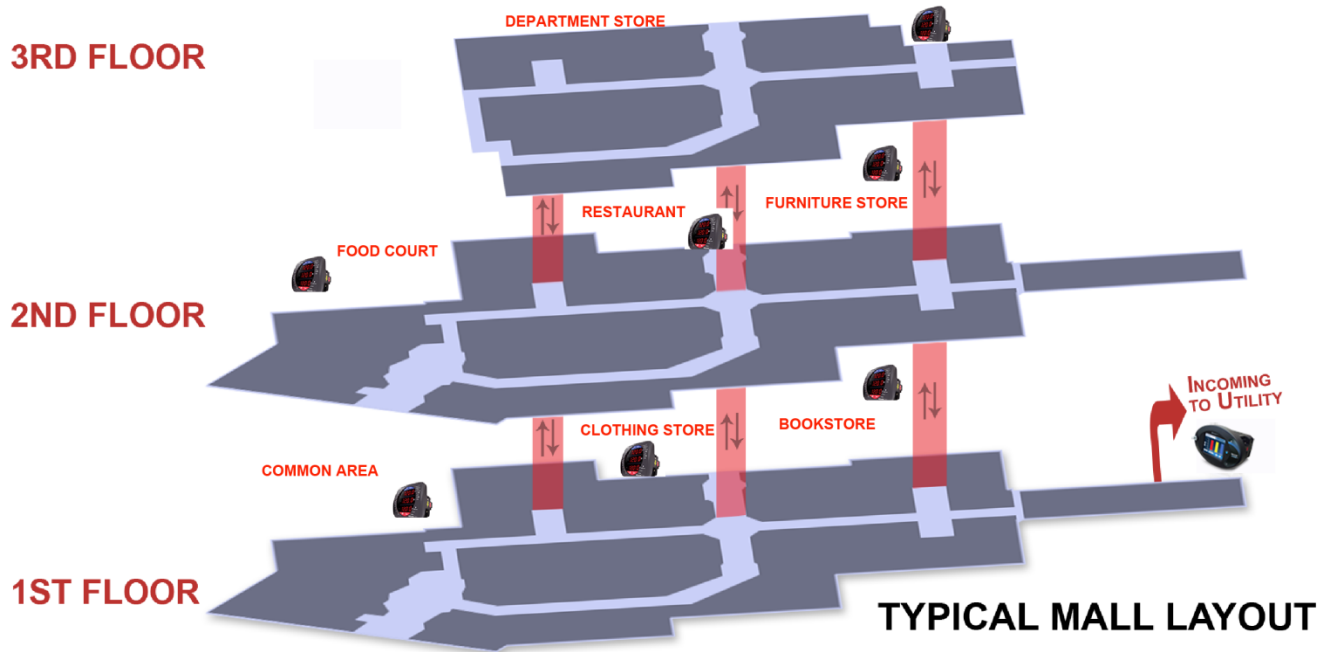 DEPARTMENT STORE
3RD FLOOR
RESTAURANT
FURNITURE STORE
FOOD COURT
2ND FLOOR
INCOMING
TO UTILITY
CLOTHING STORE
BOOKSTORE
COMMON AREA
1ST FLOOR
TYPICAL MALL LAYOUT